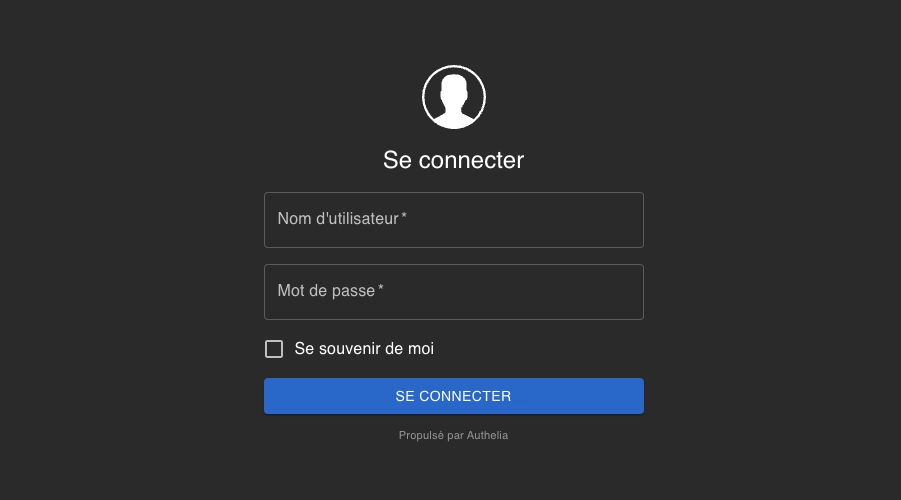 Se connecter
Nom d'utilisateur *
Mot de passe *
Se souvenir de moi
SE CONNECTER
Propulsé par Authelia